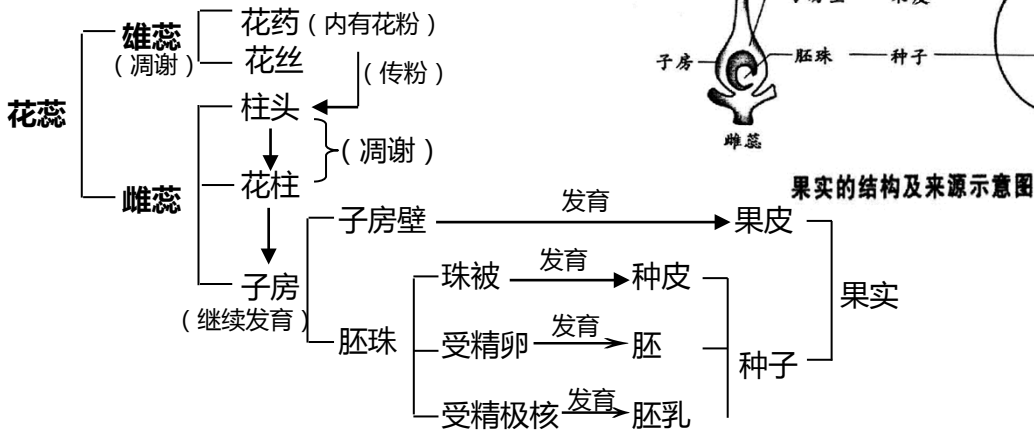 雄蕊
(凋谢)
花药(内有花粉)
花丝
(传粉)
花蕊
柱头
(凋谢)
花柱
雌蕊
子房
(继续发育)
子房壁 发育 果皮
胚珠
珠被 发育 种皮
受精卵 发育 胚
受精极核 发育 胚乳
种子
果实
子房 胚珠 种子
雌蕊
果实的结构及来源示意图